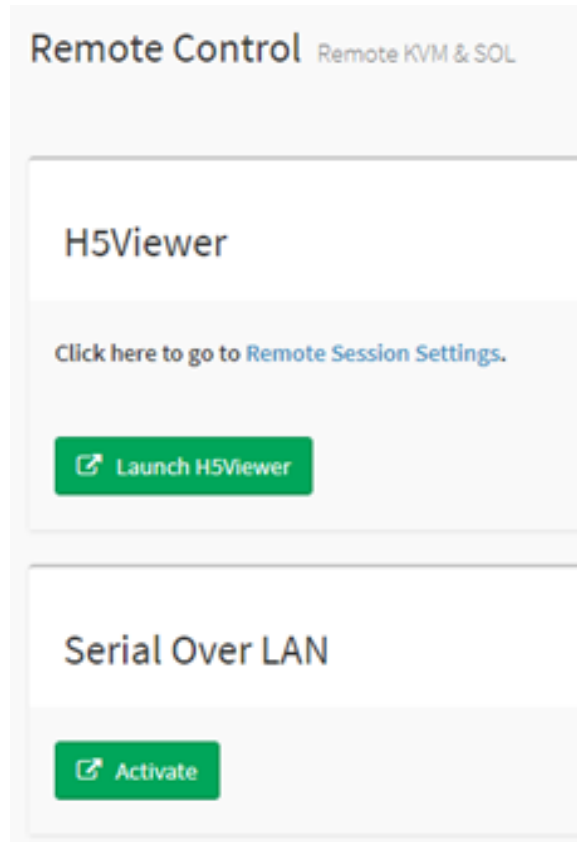 Remote Control Remote KVM & SOL
H5Viewer
Click here to go to Remote Session Settings.
Launch H5Viewer
Serial Over LAN
Activate